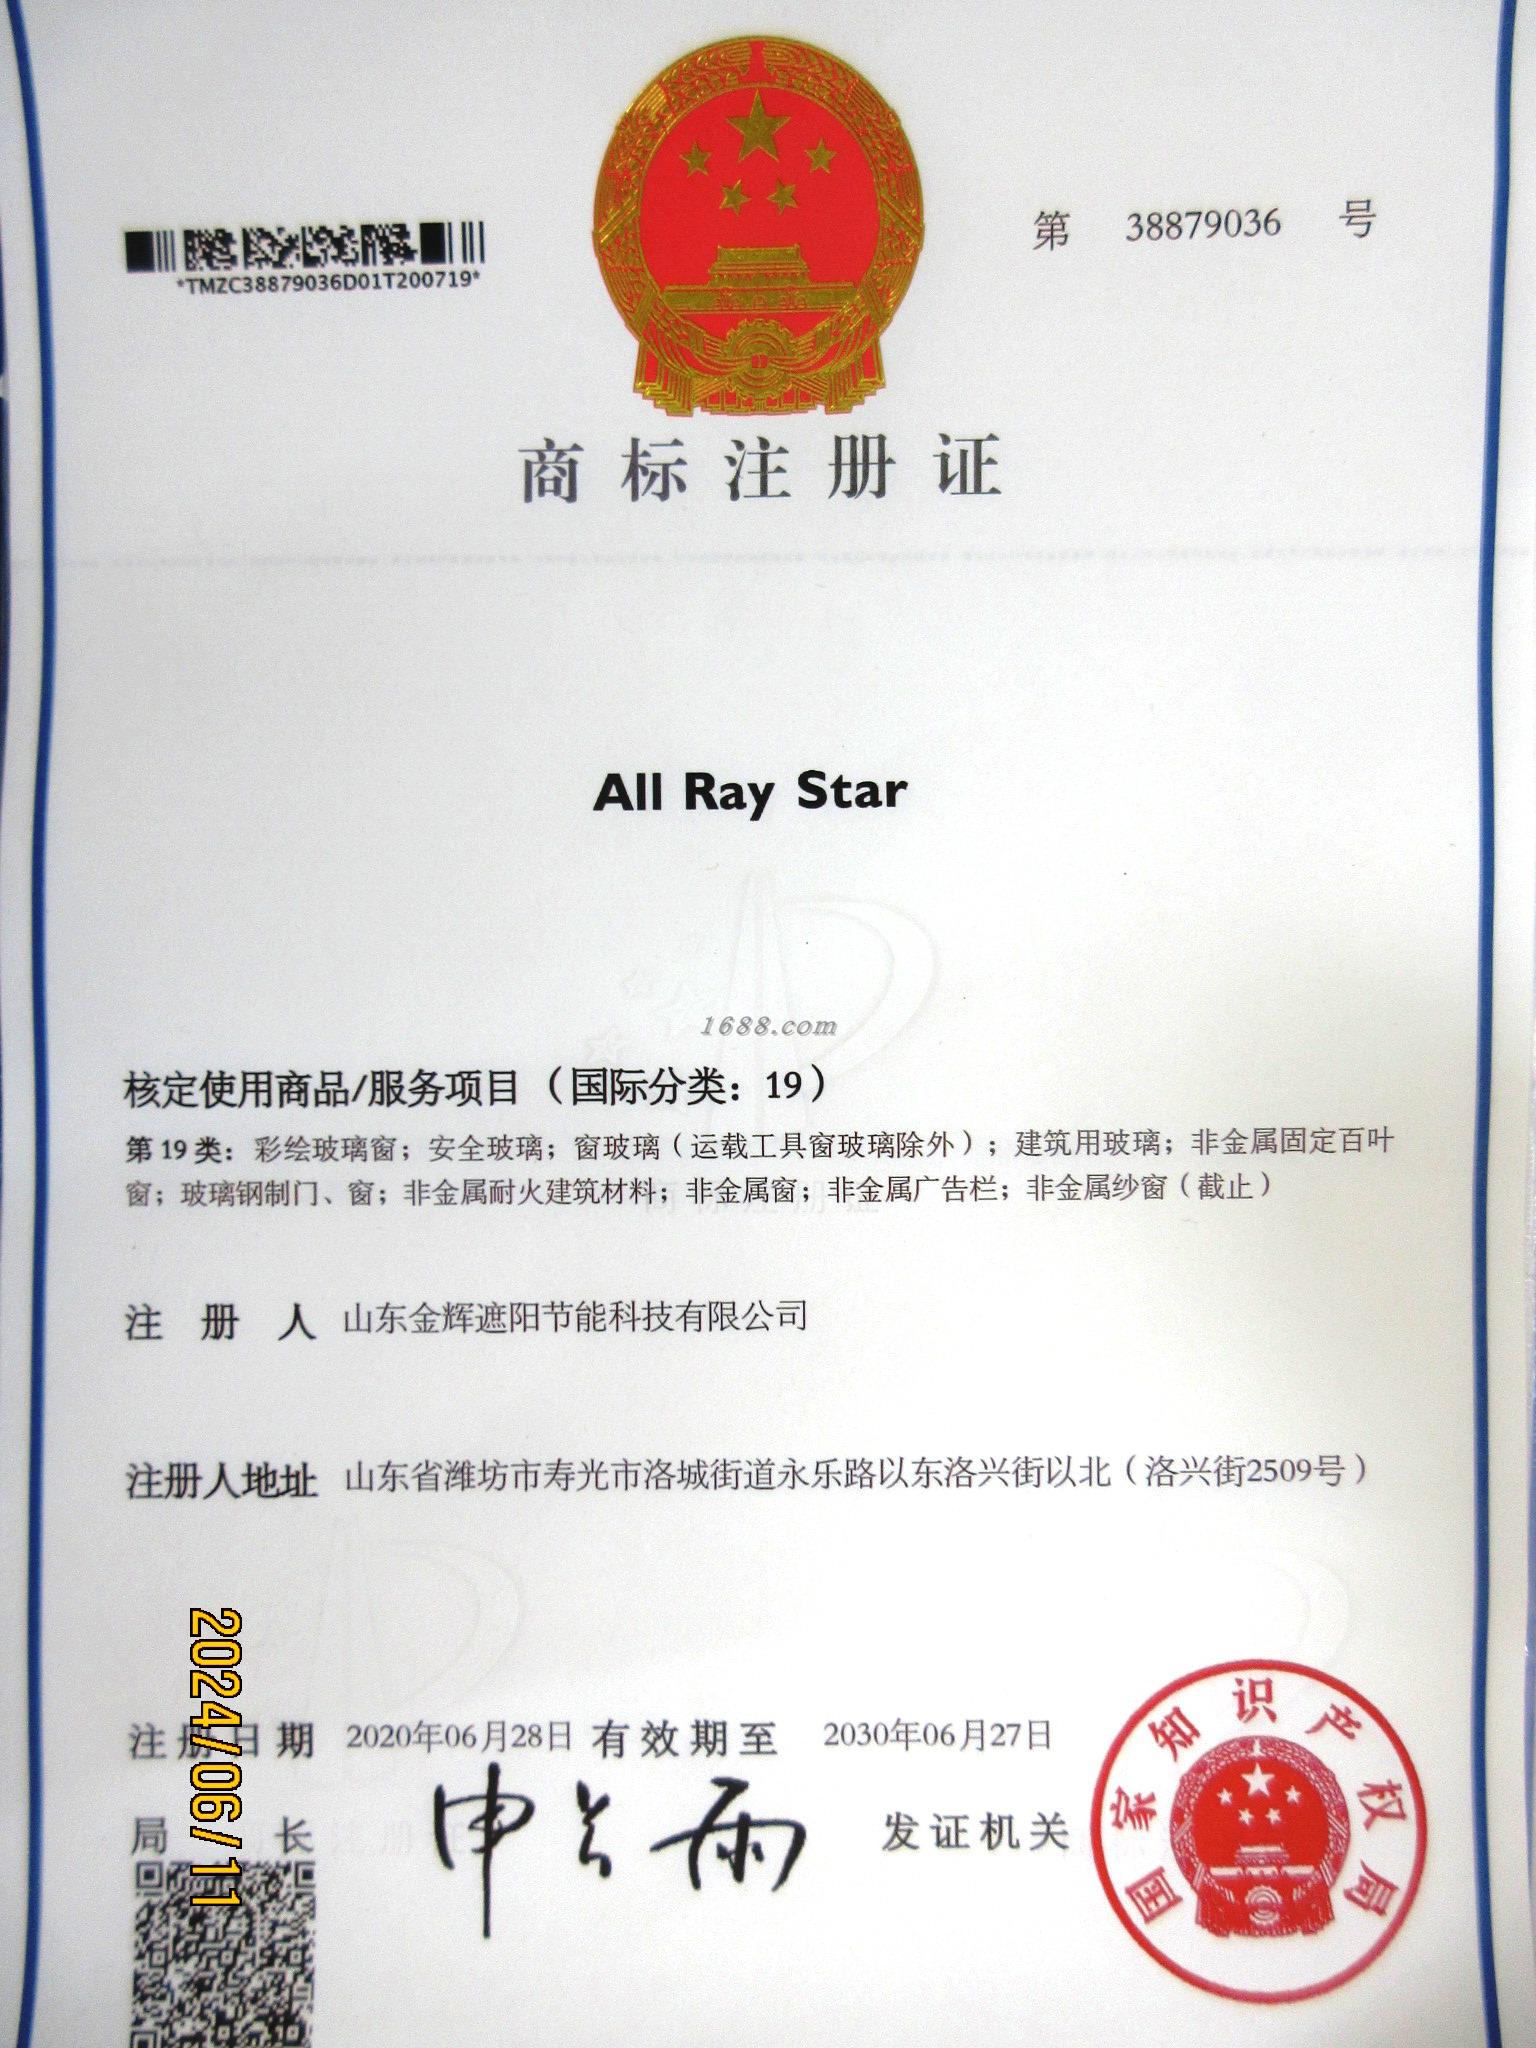 第 38879036 号
*TMZC38879036D01T200719*
商标注册证
All Ray Star
1688.com
核定使用商品/服务项目（国际分类：19）
第 19 类：彩绘玻璃窗；安全玻璃；窗玻璃（运载工具窗玻璃除外）；建筑用玻璃；非金属固定百叶
窗；玻璃钢制门、窗；非金属耐火建筑材料；非金属窗；非金属广告栏；非金属纱窗（截止）
商标注册证
注册人 山东金辉遮阳节能科技有限公司
注册人地址 山东省潍坊市寿光市洛城街道永乐路以东洛兴街以北（洛兴街2509号）
注册日期 2020年06月28日 有效期至 2030年06月27日
局长 申长雨 发证机关
国家知识产权局
2024/06/11